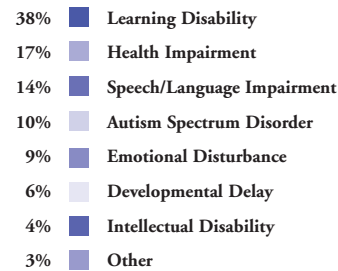 38% Learning Disability
17% Health Impairment
14% Speech/Language Impairment
10% Autism Spectrum Disorder
9% Emotional Disturbance
6% Developmental Delay
4% Intellectual Disability
3% Other